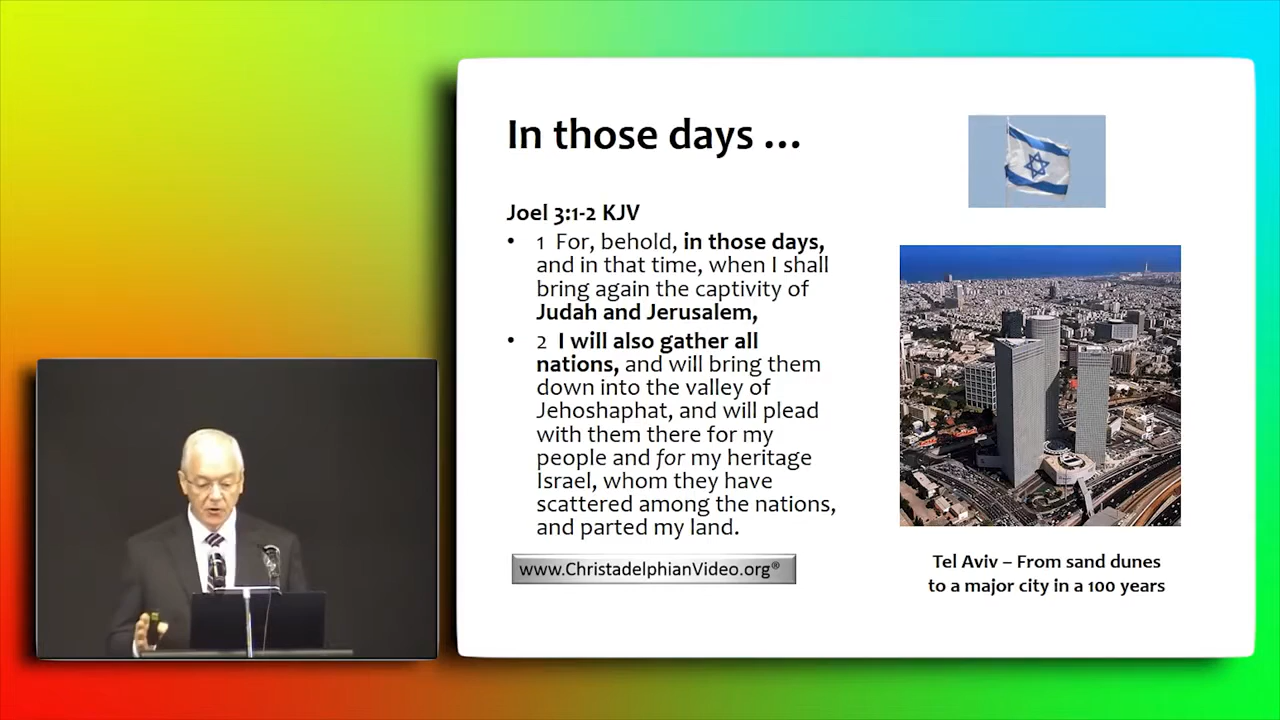 In those days ...
Joel 3:1-2 KJV
• 1 For, behold, in those days,
and in that time, when I shall
bring again the captivity of
Judah and Jerusalem,
• 2 I will also gather all
nations, and will bring them
down into the valley of
Jehoshaphat, and will plead
with them there for my
people and for my heritage
Israel, whom they have
scattered among the nations,
and parted my land.
www.ChristadelphianVideo.org®
Tel Aviv – From sand dunes
to a major city in a 100 years